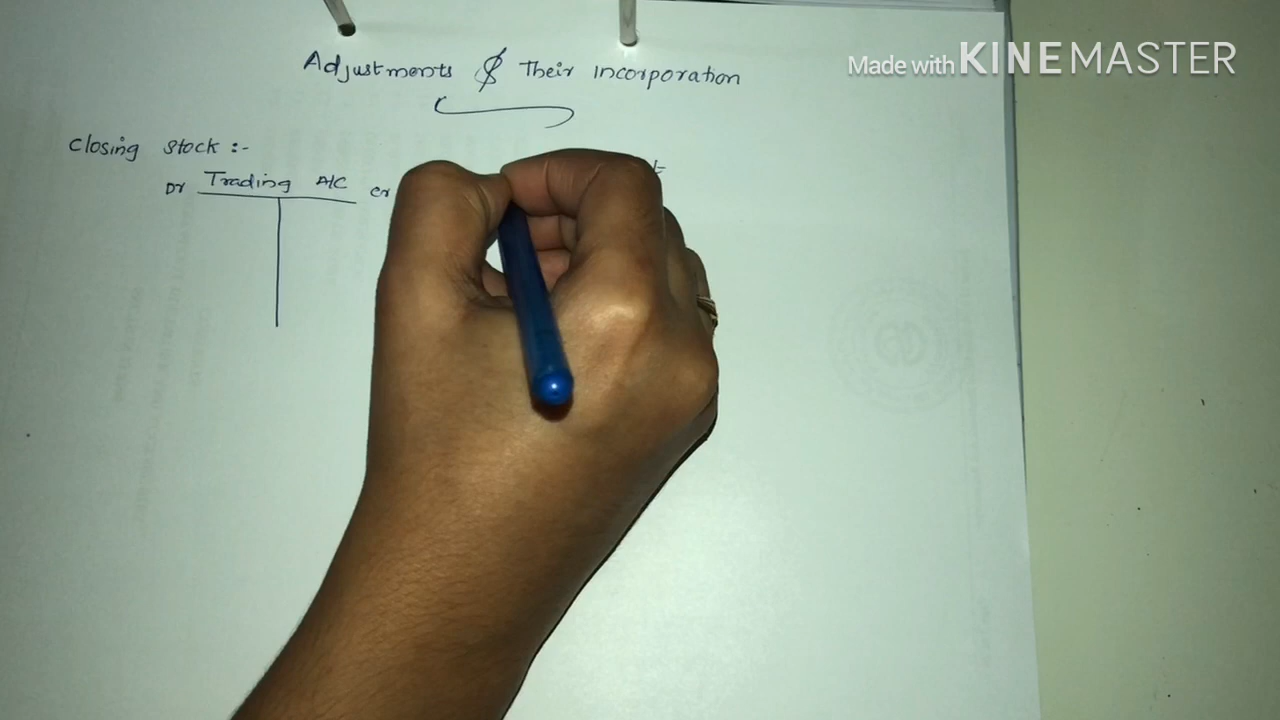 Made with KINEMASTER
Adjustments & Their incorporation
closing stock :-
Dr Trading A/C cr